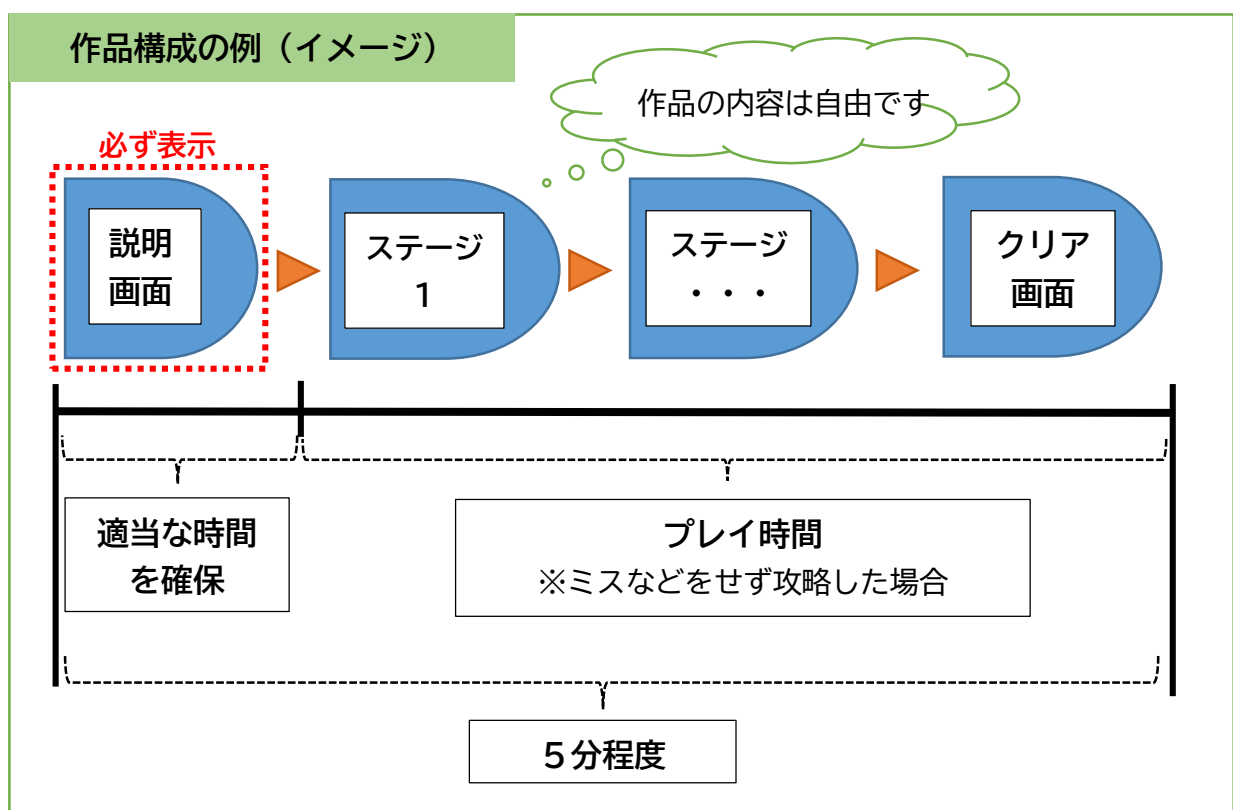 作品構成の例（イメージ）
作品の内容は自由です
必ず表示
説明
画面
ステージ
1
ステージ
・・・
クリア
画面
適当な時間
を確保
プレイ時間
※ミスなどをせず攻略した場合
５分程度